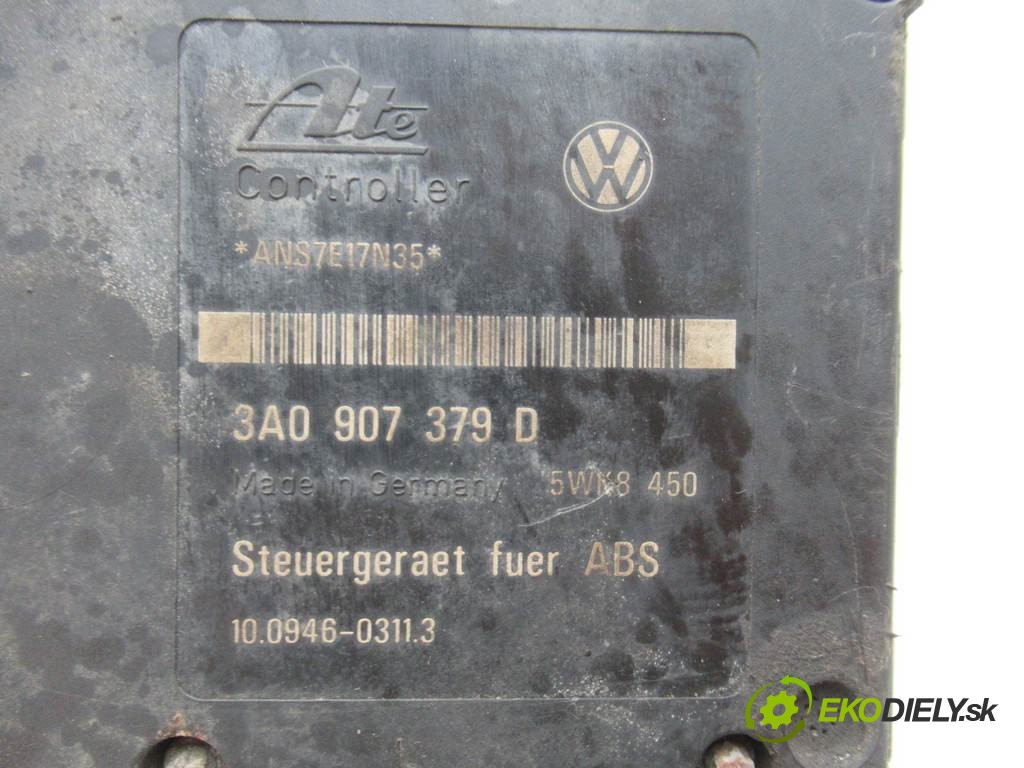 Ate
Controller
*ANS7E17N35*
3A0 907 379 D
Made in Germany 5WK8 450
Steuergeraet fuer ABS
10.0946-0311.3
EKODIELY.sk